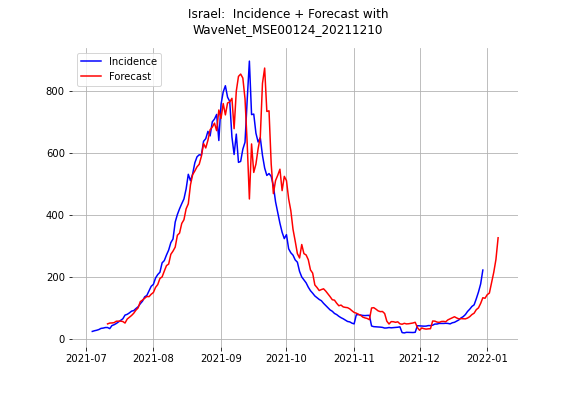 Israel:  Incidence + Forecast with
WaveNet_MSE00124_20211210
Incidence
Forecast
800
600
400
200
0
2021-07 2021-08 2021-09 2021-10 2021-11 2021-12 2022-01